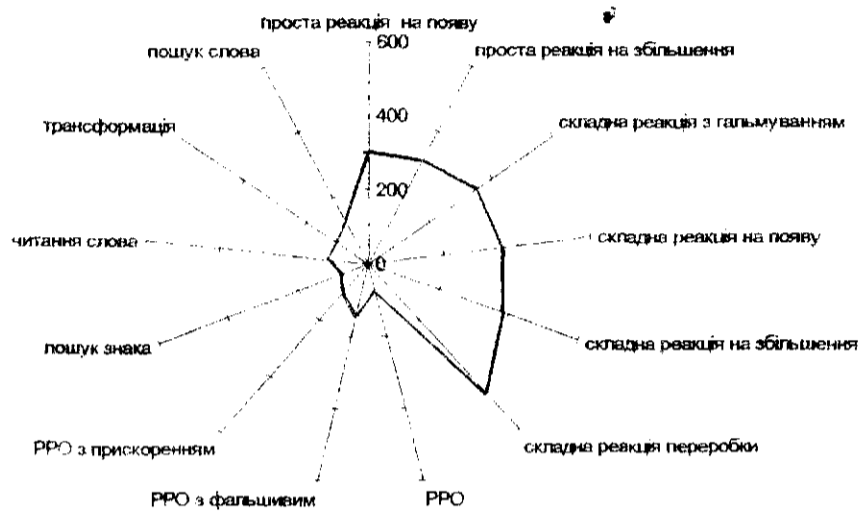 проста реакція на появу
600
пошук слова
проста реакція на збільшення
400
трансформація
складна реакція з гальмуванням
200
читання слова
складна реакція на появу
0
пошук знака
складна реакція на збільшення
РРО з прискоренням
складна реакція переробки
РРО з фальшивим
РРО